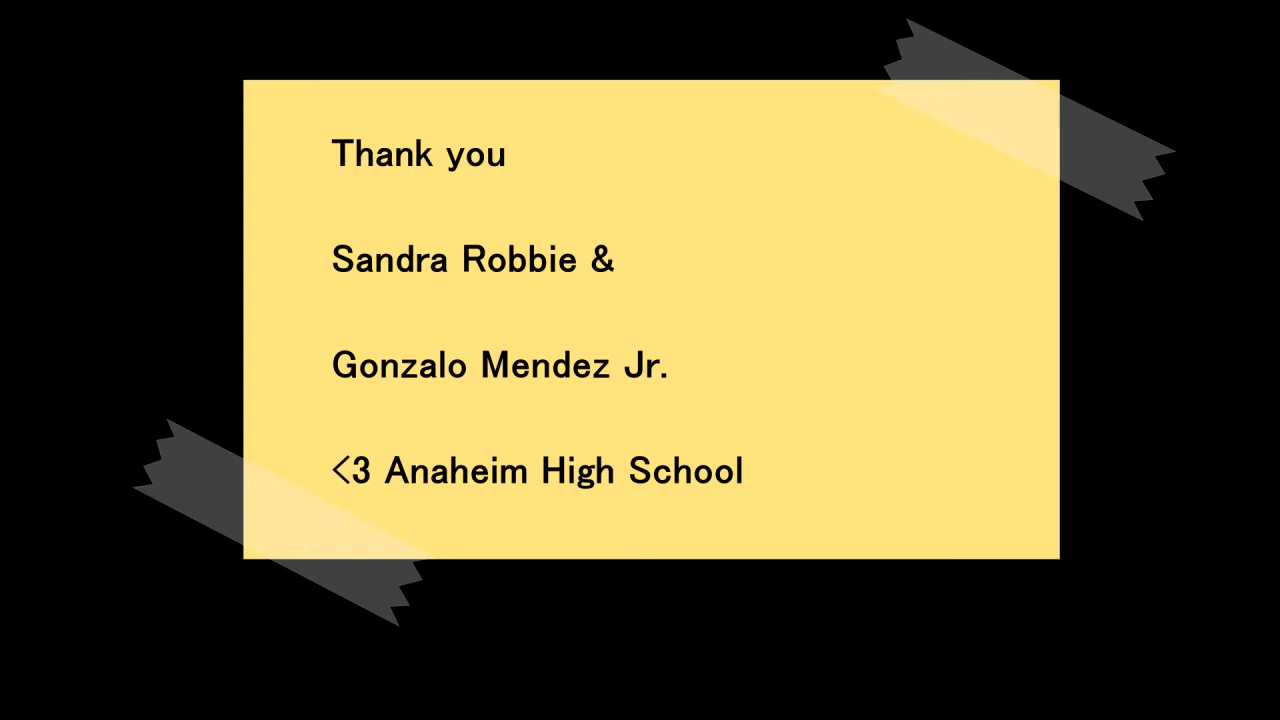 Thank you
Sandra Robbie &
Gonzalo Mendez Jr.
<3 Anaheim High School